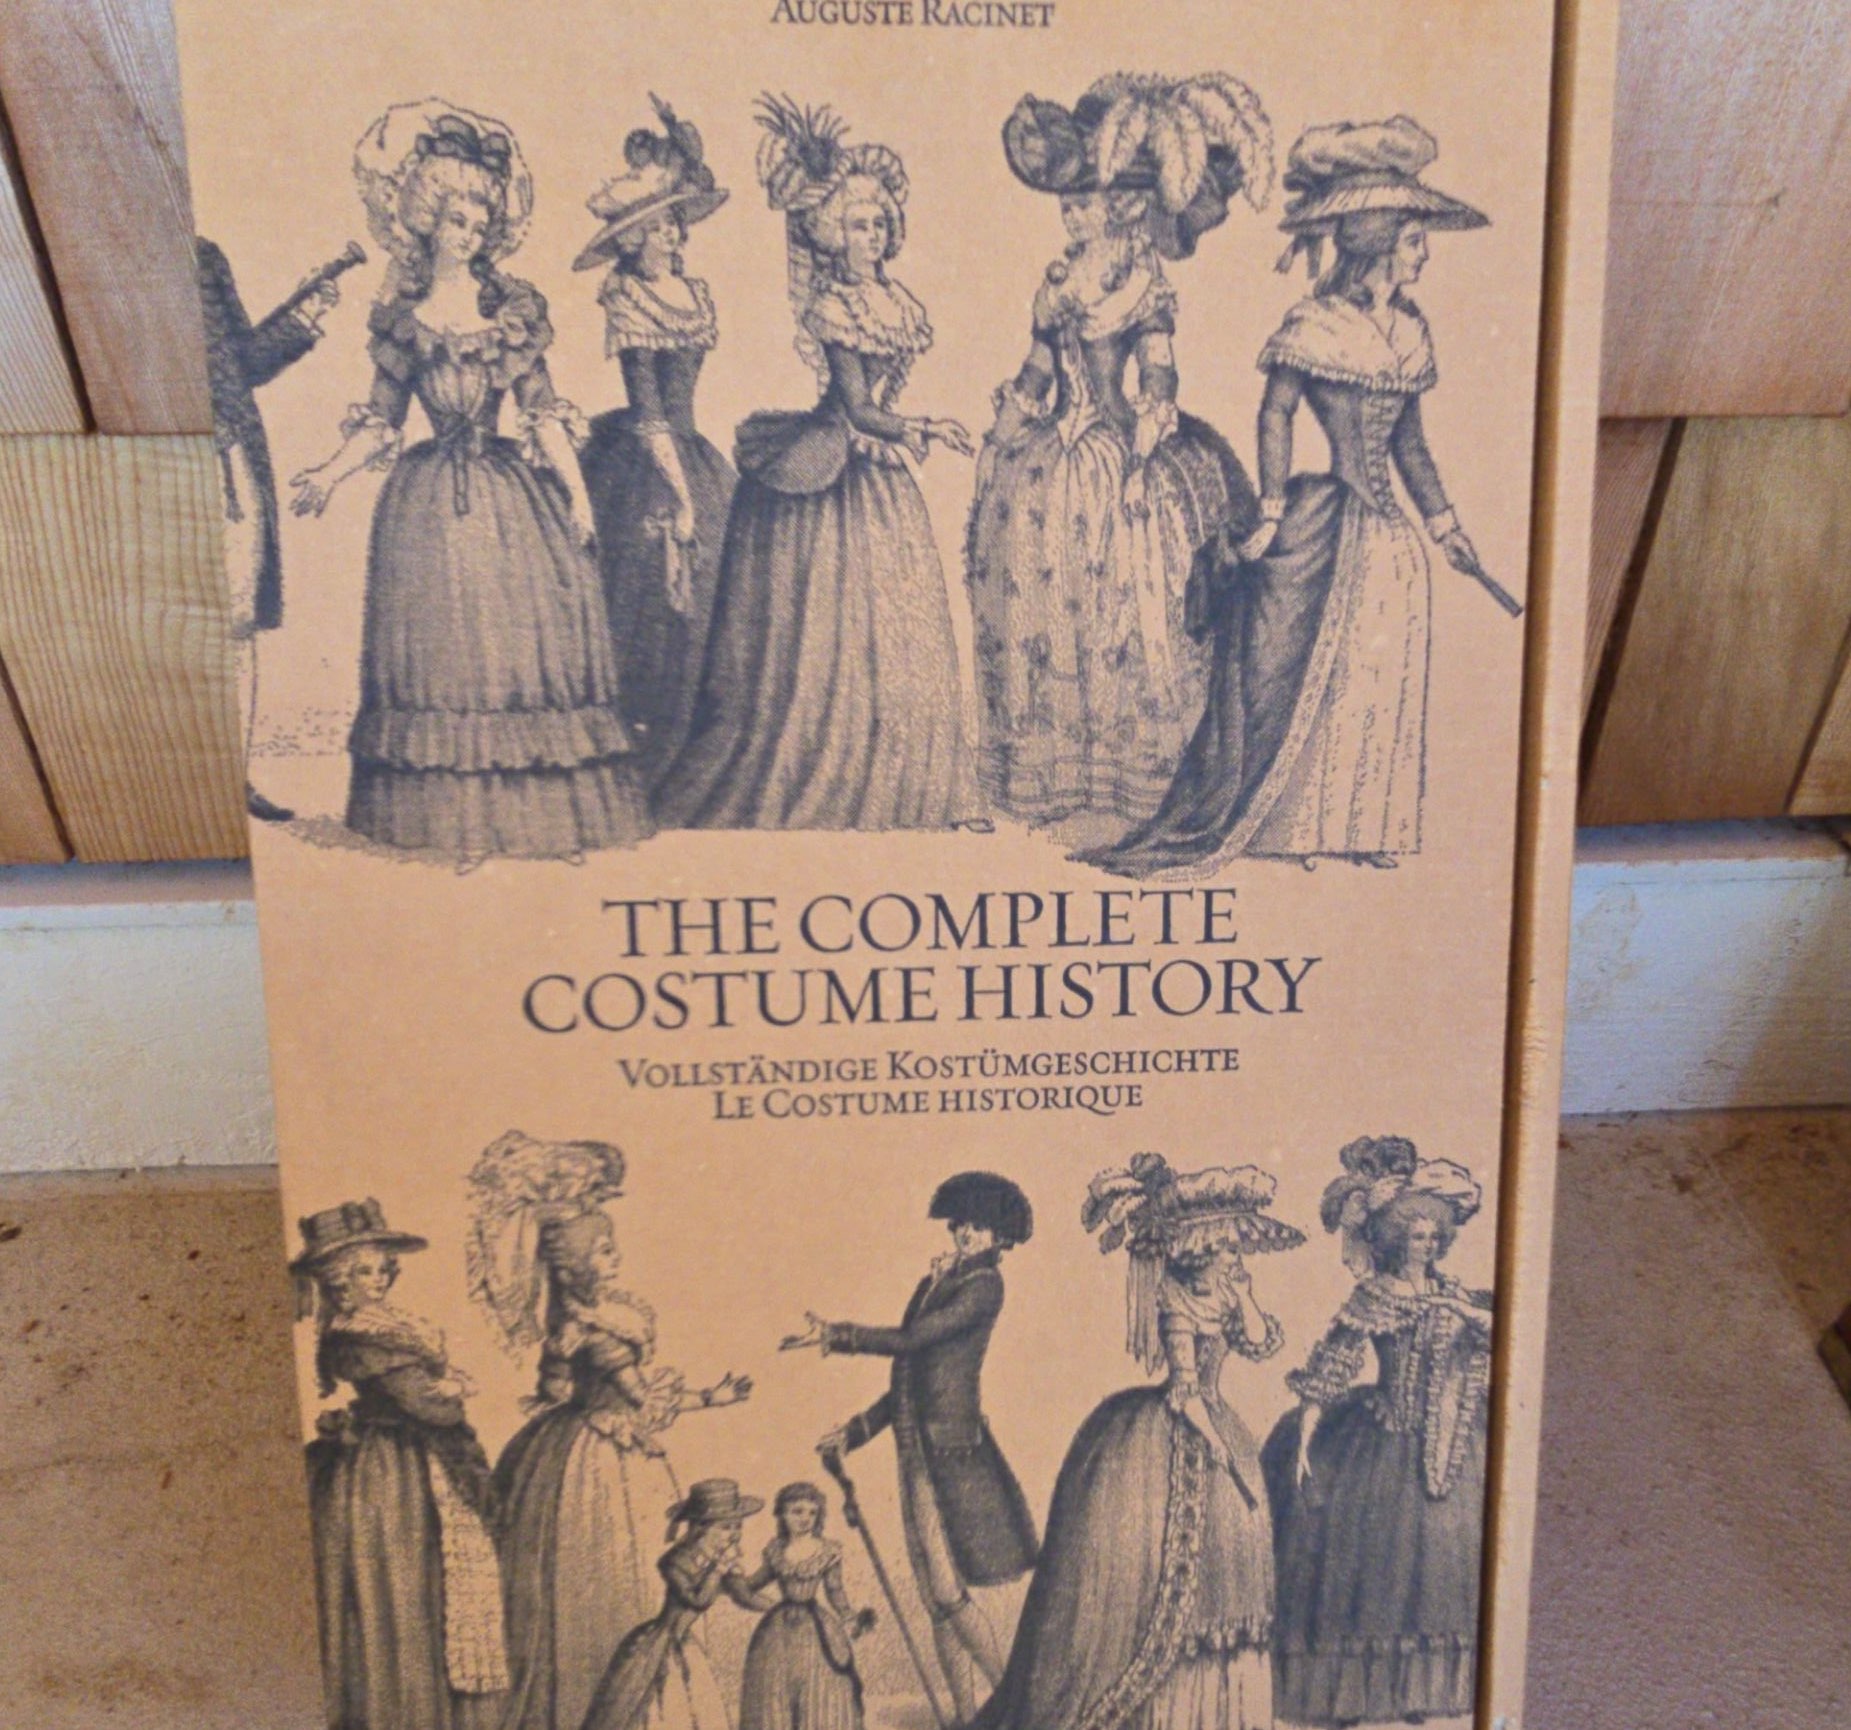 AUGUSTE RACINET
THE COMPLETE
COSTUME HISTORY
VOLLSTÄNDIGE KOSTÜMGESCHICHTE
LE COSTUME HISTORIQUE